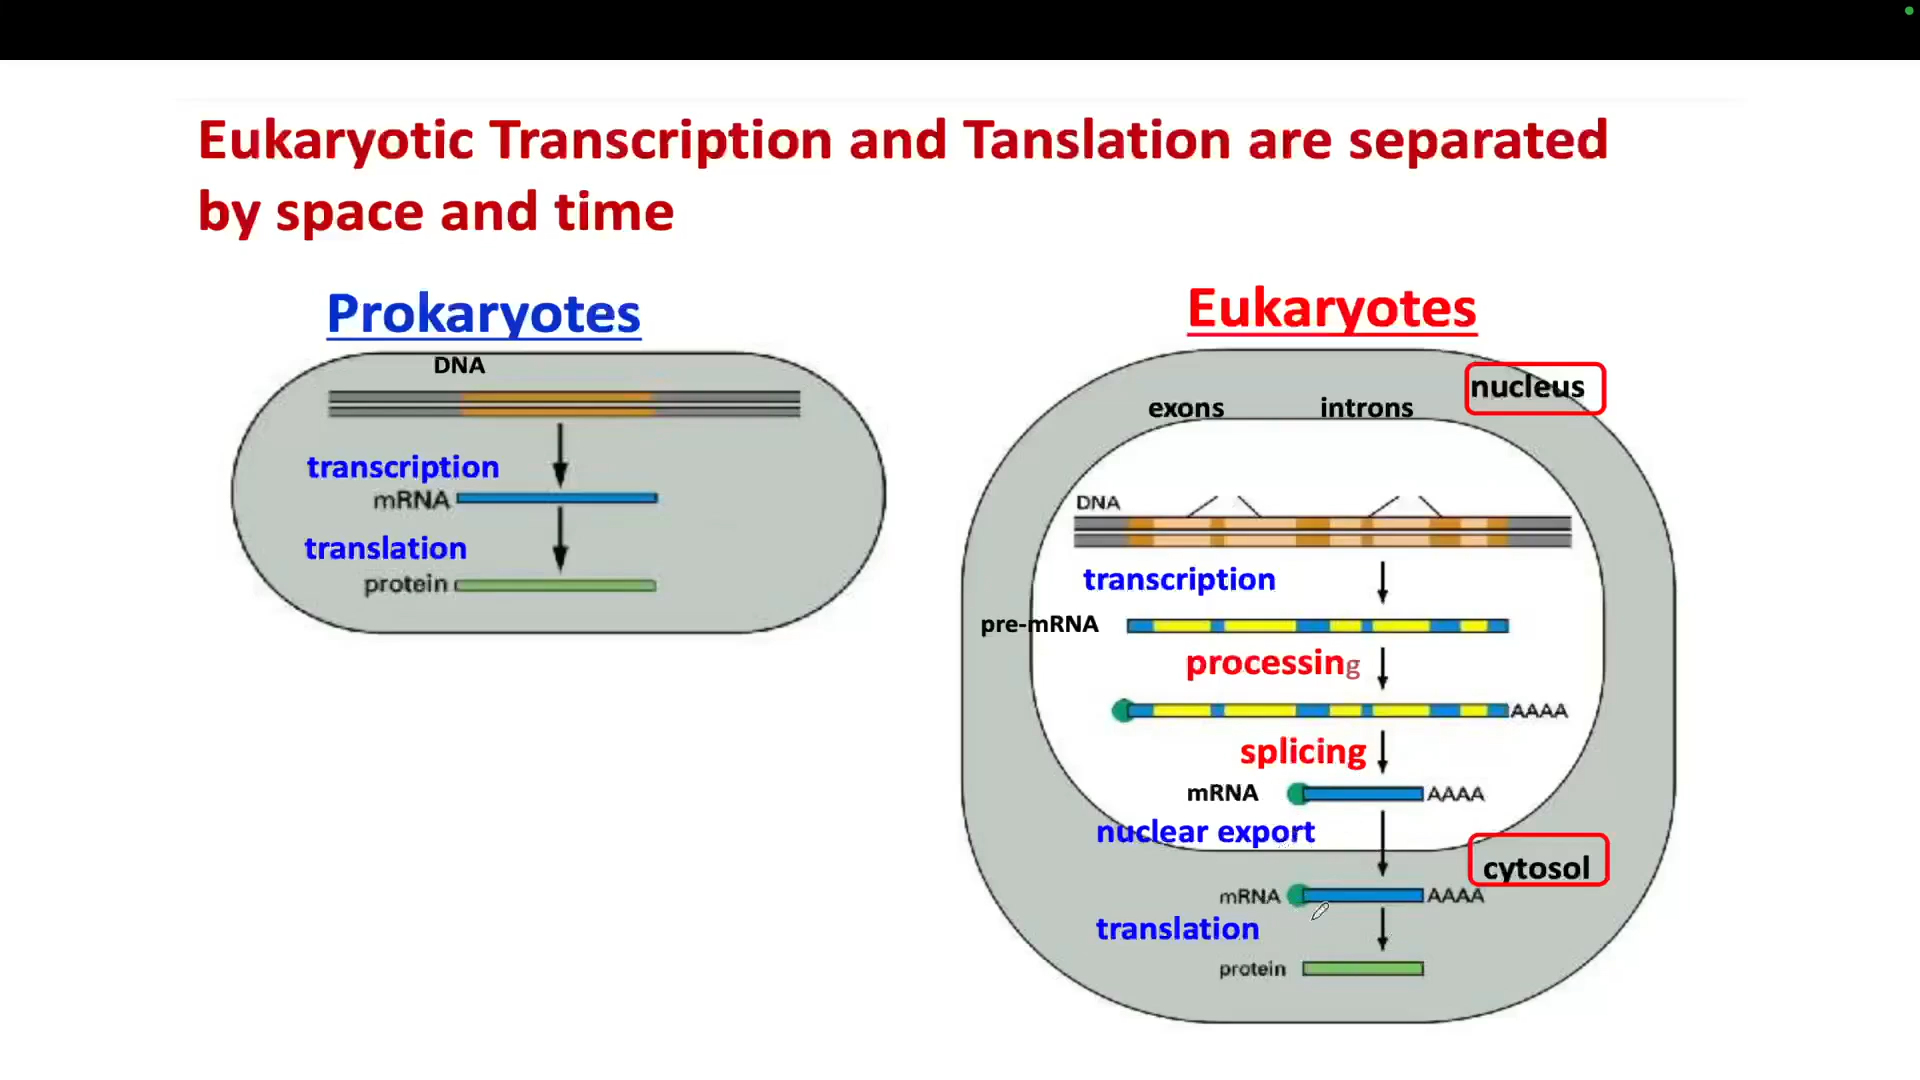 Eukaryotic Transcription and Tanslation are separated
by space and time
Prokaryotes
DNA
transcription
mRNA
translation
protein
Eukaryotes
nucleus
exons introns
DNA
transcription
pre-mRNA
processing
AAAA
splicing
mRNA AAAA
nuclear export
cytosol
mRNA AAAA
translation
protein